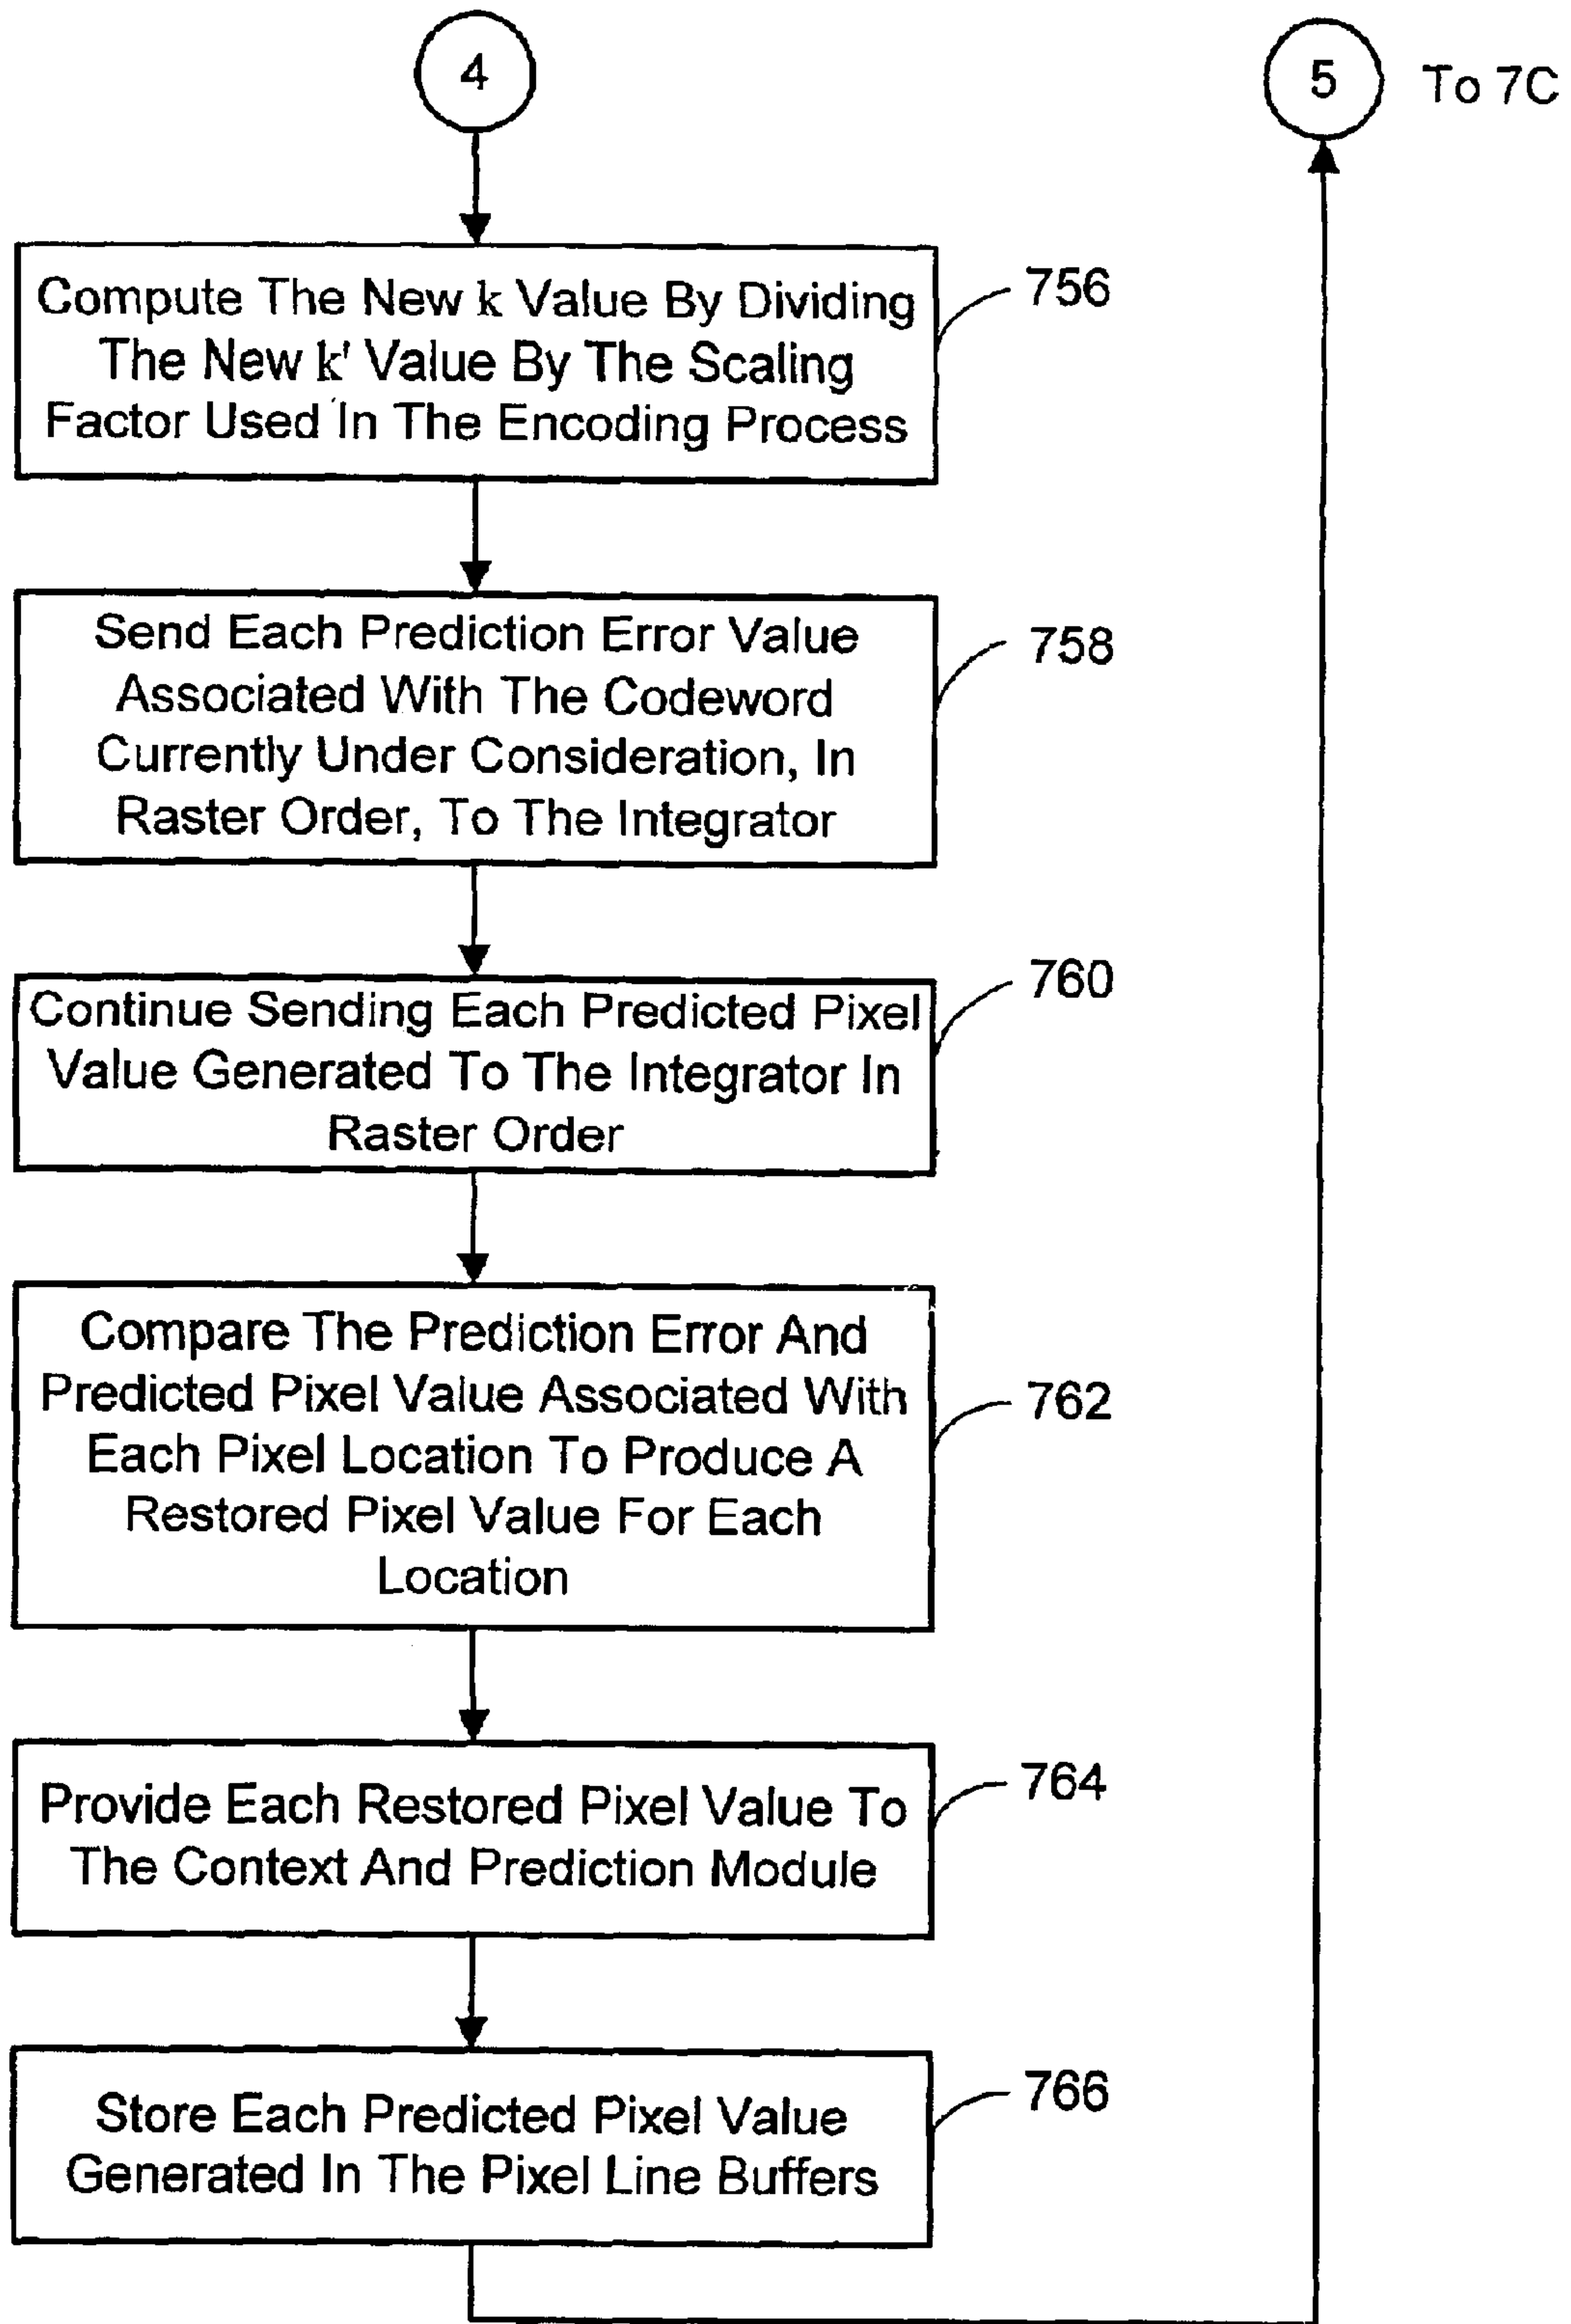 4
5 To 7C
Compute The New k Value By Dividing
The New k' Value By The Scaling
Factor Used In The Encoding Process
756
Send Each Prediction Error Value
Associated With The Codeword
Currently Under Consideration, In
Raster Order, To The Integrator
758
Continue Sending Each Predicted Pixel
Value Generated To The Integrator In
Raster Order
760
Compare The Prediction Error And
Predicted Pixel Value Associated With
Each Pixel Location To Produce A
Restored Pixel Value For Each
Location
762
Provide Each Restored Pixel Value To
The Context And Prediction Module
764
Store Each Predicted Pixel Value
Generated In The Pixel Line Buffers
766